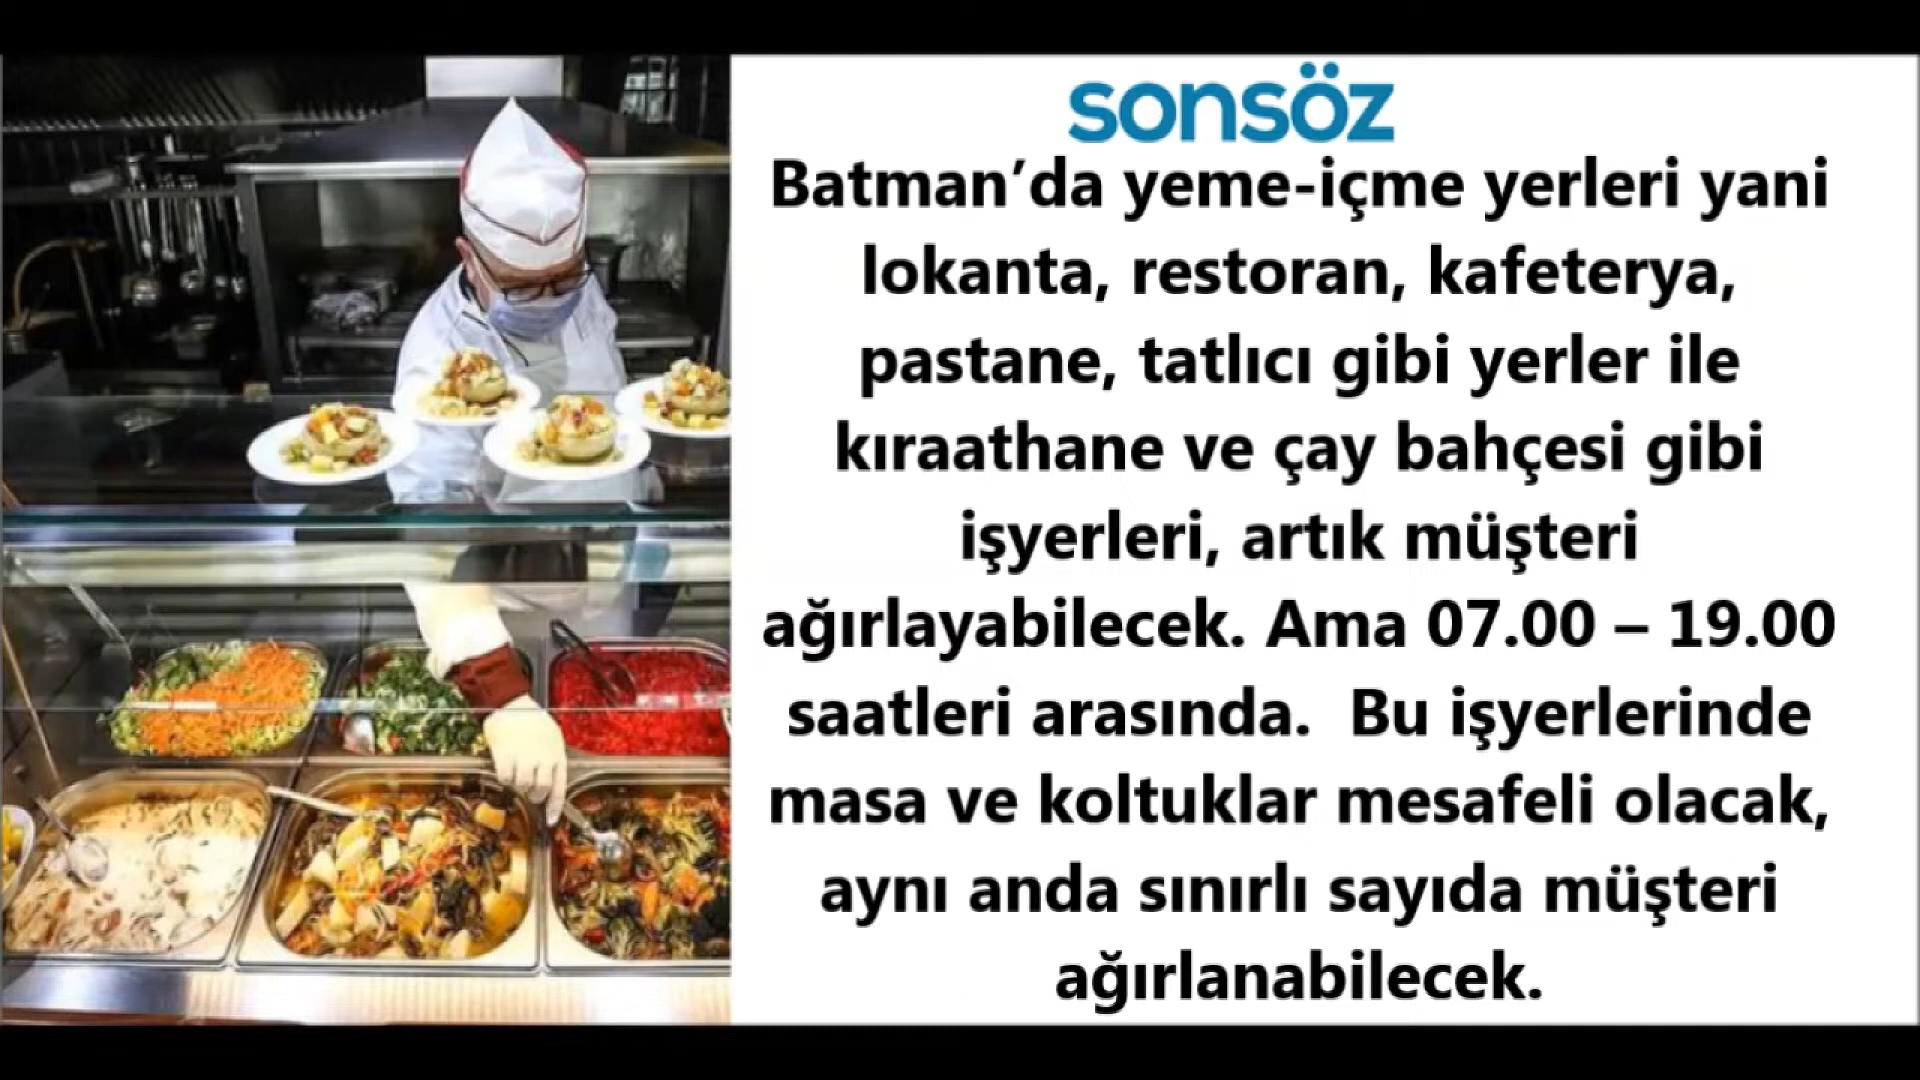 sonsöz
Batman’da yeme-içme yerleri yani
lokanta, restoran, kafeterya,
pastane, tatlıcı gibi yerler ile
kıraathane ve çay bahçesi gibi
işyerleri, artık müşteri
ağırlayabilecek. Ama 07.00 – 19.00
saatleri arasında.  Bu işyerlerinde
masa ve koltuklar mesafeli olacak,
aynı anda sınırlı sayıda müşteri
ağırlanabilecek.